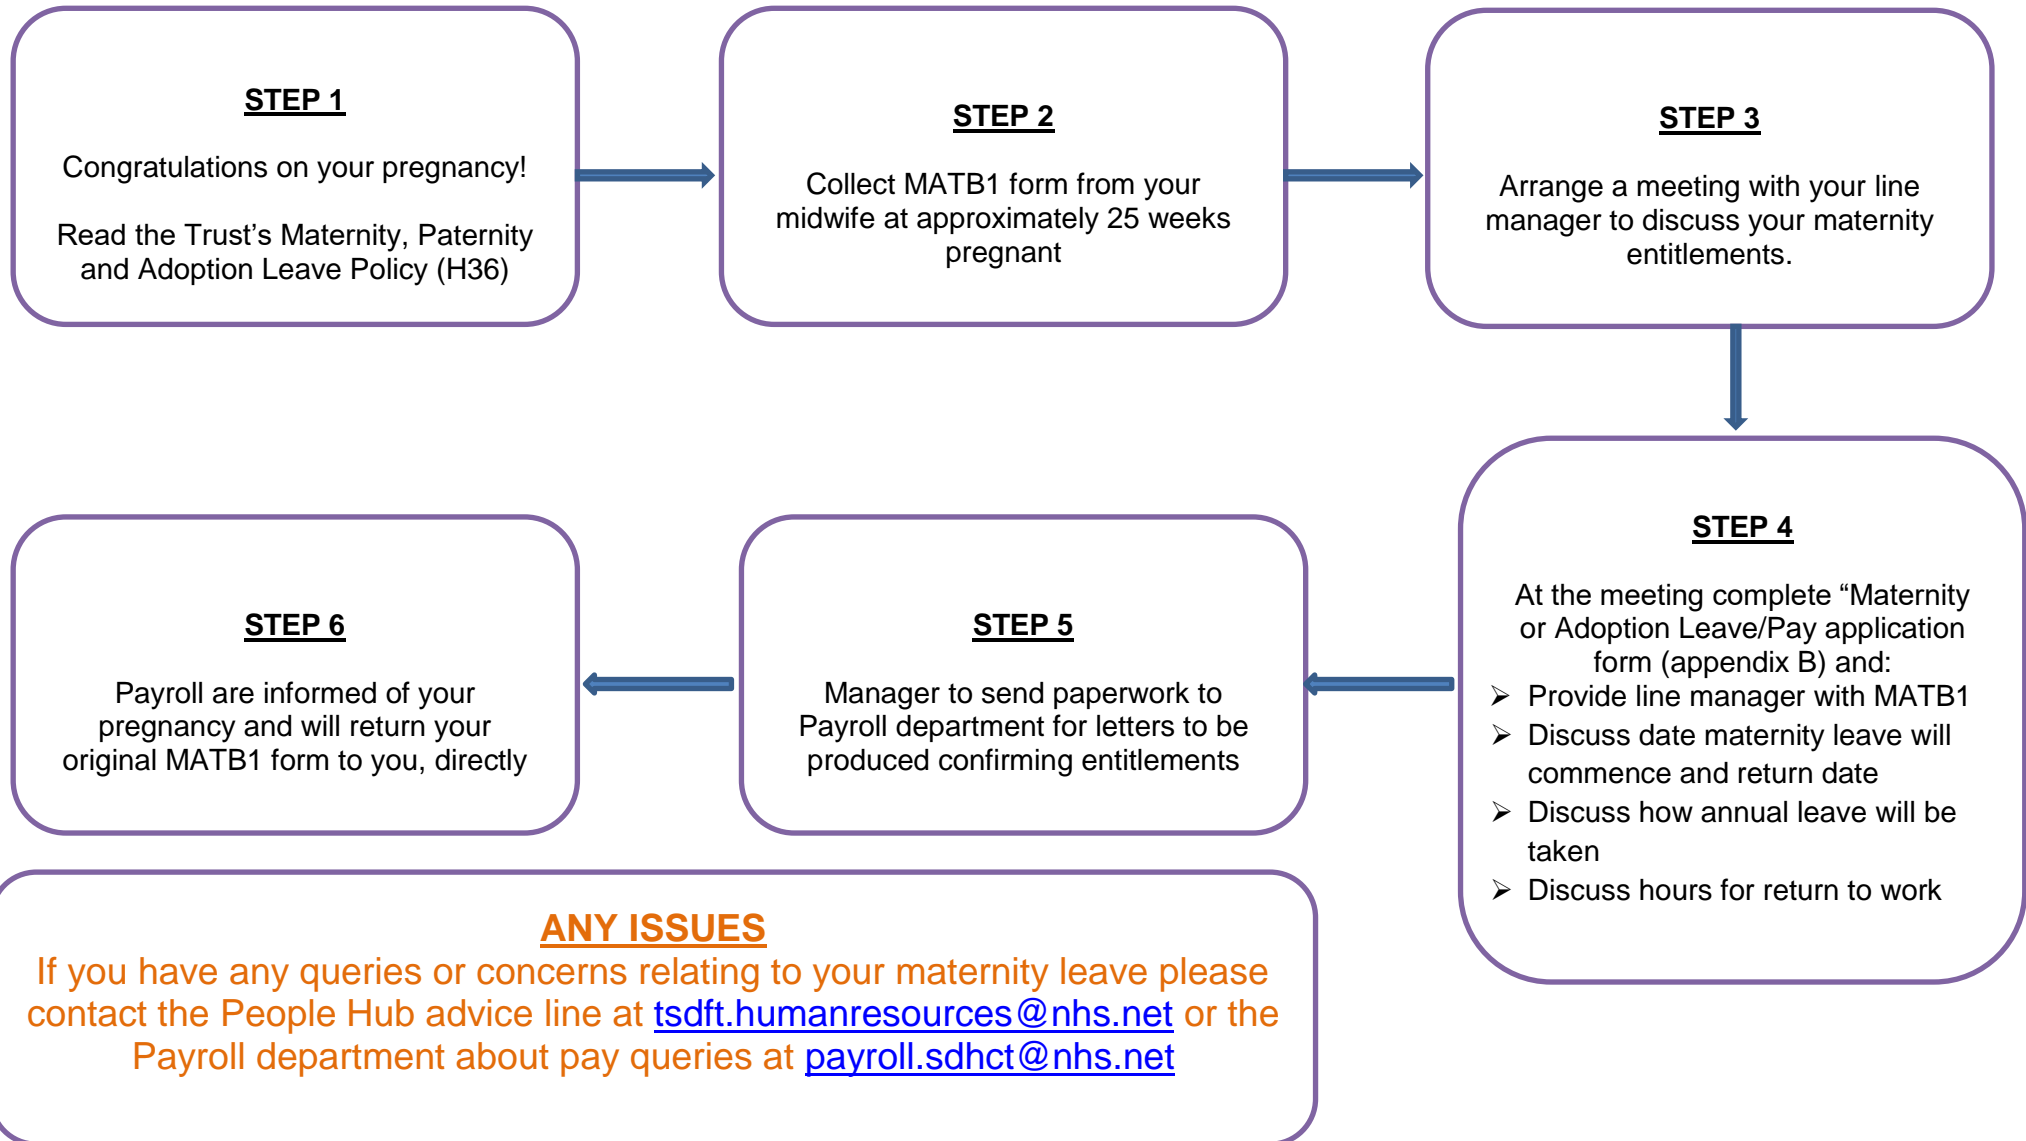 STEP 1
Congratulations on your pregnancy!
Read the Trust’s Maternity, Paternity
and Adoption Leave Policy (H36)
STEP 2
Collect MATB1 form from your
midwife at approximately 25 weeks
pregnant
STEP 3
Arrange a meeting with your line
manager to discuss your maternity
entitlements.
STEP 4
At the meeting complete “Maternity
or Adoption Leave/Pay application
form (appendix B) and:
➢ Provide line manager with MATB1
➢ Discuss date maternity leave will
commence and return date
➢ Discuss how annual leave will be
taken
➢ Discuss hours for return to work
STEP 5
Manager to send paperwork to
Payroll department for letters to be
produced confirming entitlements
STEP 6
Payroll are informed of your
pregnancy and will return your
original MATB1 form to you, directly
ANY ISSUES
If you have any queries or concerns relating to your maternity leave please
contact the People Hub advice line at tsdft.humanresources@nhs.net or the
Payroll department about pay queries at payroll.sdhct@nhs.net